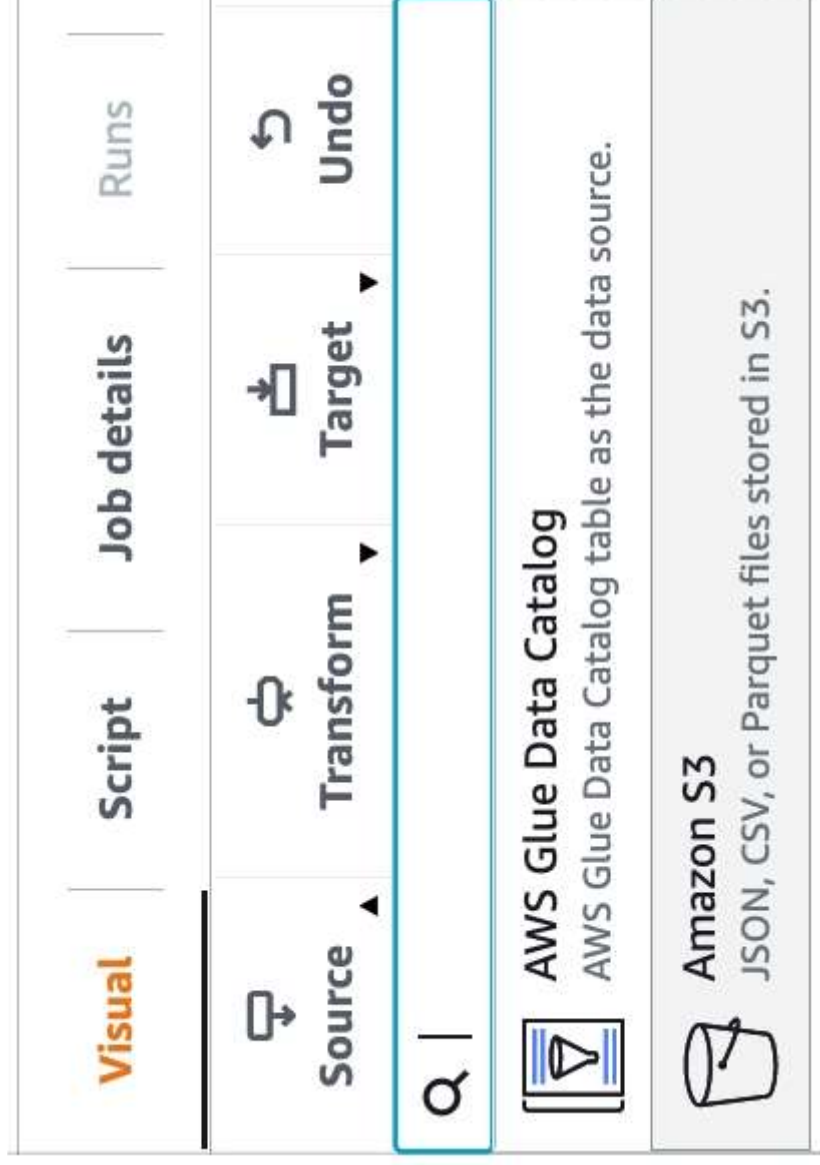 Visual Script Job details Runs
Source Transform Target Undo
AWS Glue Data Catalog
AWS Glue Data Catalog table as the data source.
Amazon S3
JSON, CSV, or Parquet files stored in S3.